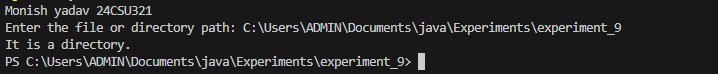 Monish yadav 24CSU321
Enter the file or directory path: C:\Users\ADMIN\Documents\java\Experiments\experiment_9
It is a directory.
PS C:\Users\ADMIN\Documents\java\Experiments\experiment_9>